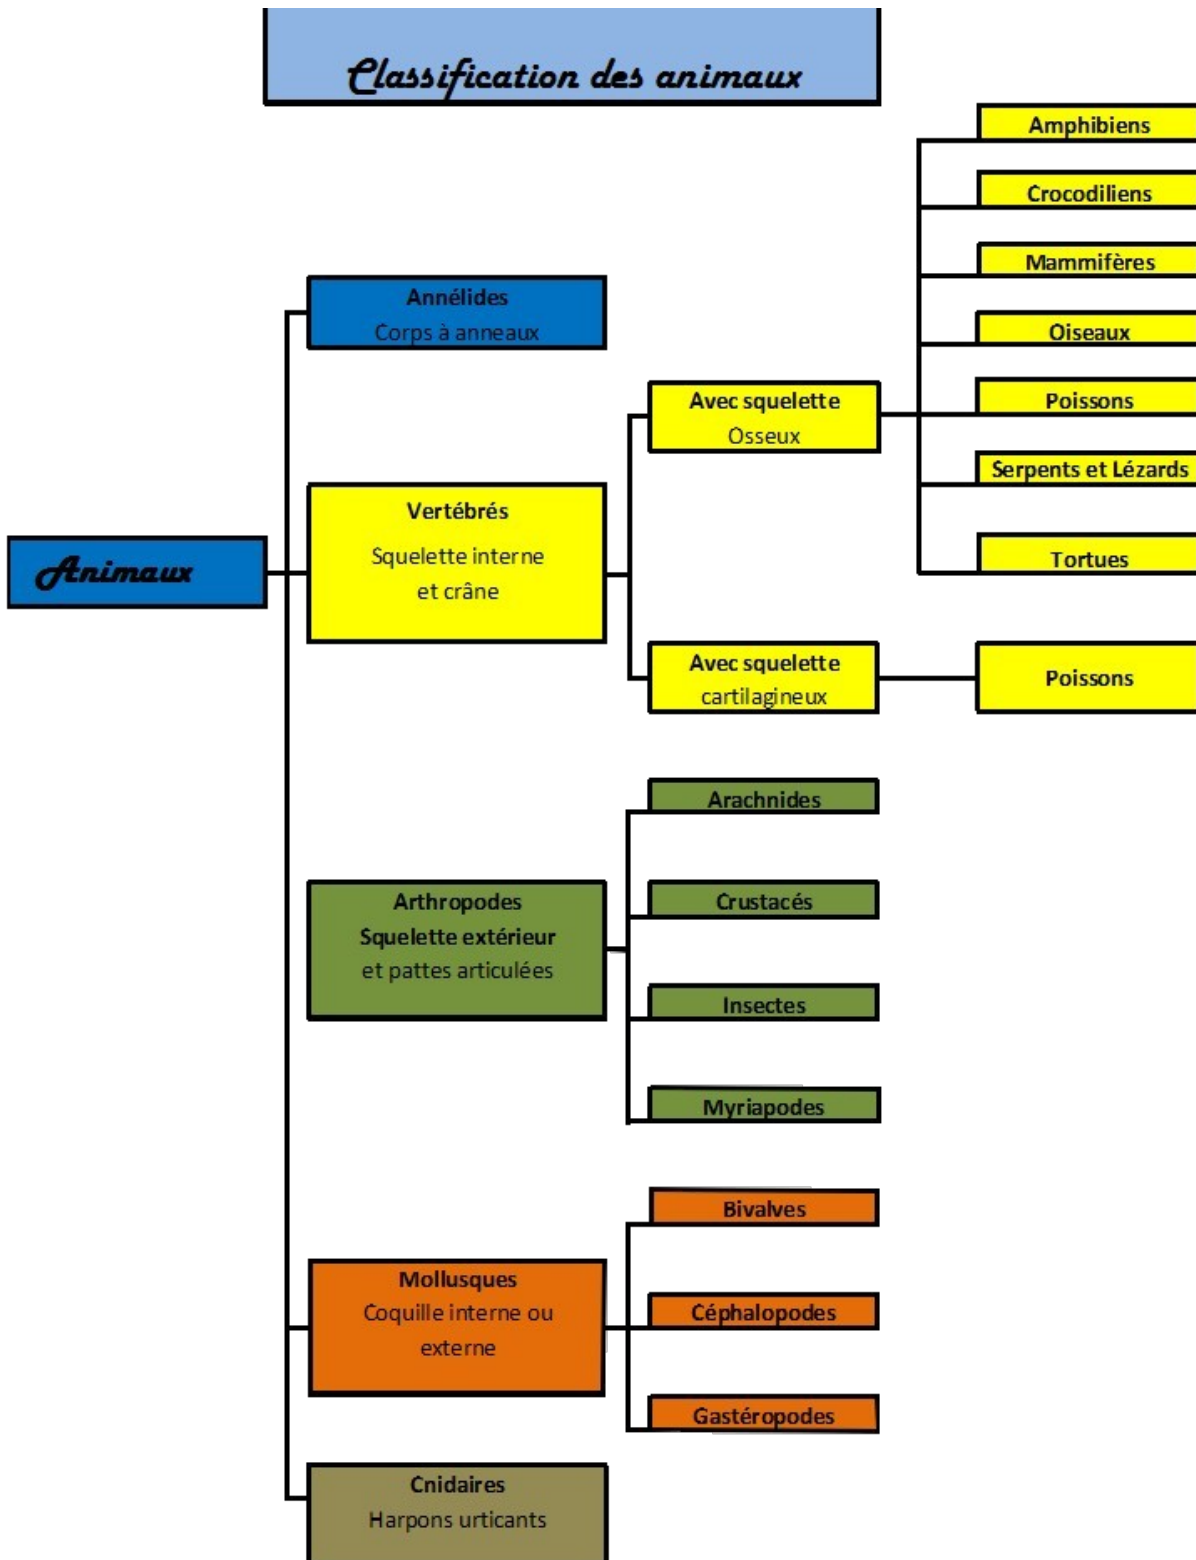 Classification des animaux
Animaux
Annélides
Corps à anneaux
Vertébrés
Squelette interne
et crâne
Avec squelette
Osseux
Amphibiens
Crocodiliens
Mammifères
Oiseaux
Poissons
Serpents et Lézards
Tortues
Avec squelette
cartilagineux
Poissons
Arthropodes
Squelette extérieur
et pattes articulées
Arachnides
Crustacés
Insectes
Myriapodes
Mollusques
Coquille interne ou
externe
Bivalves
Céphalopodes
Gastéropodes
Cnidaires
Harpons urticants